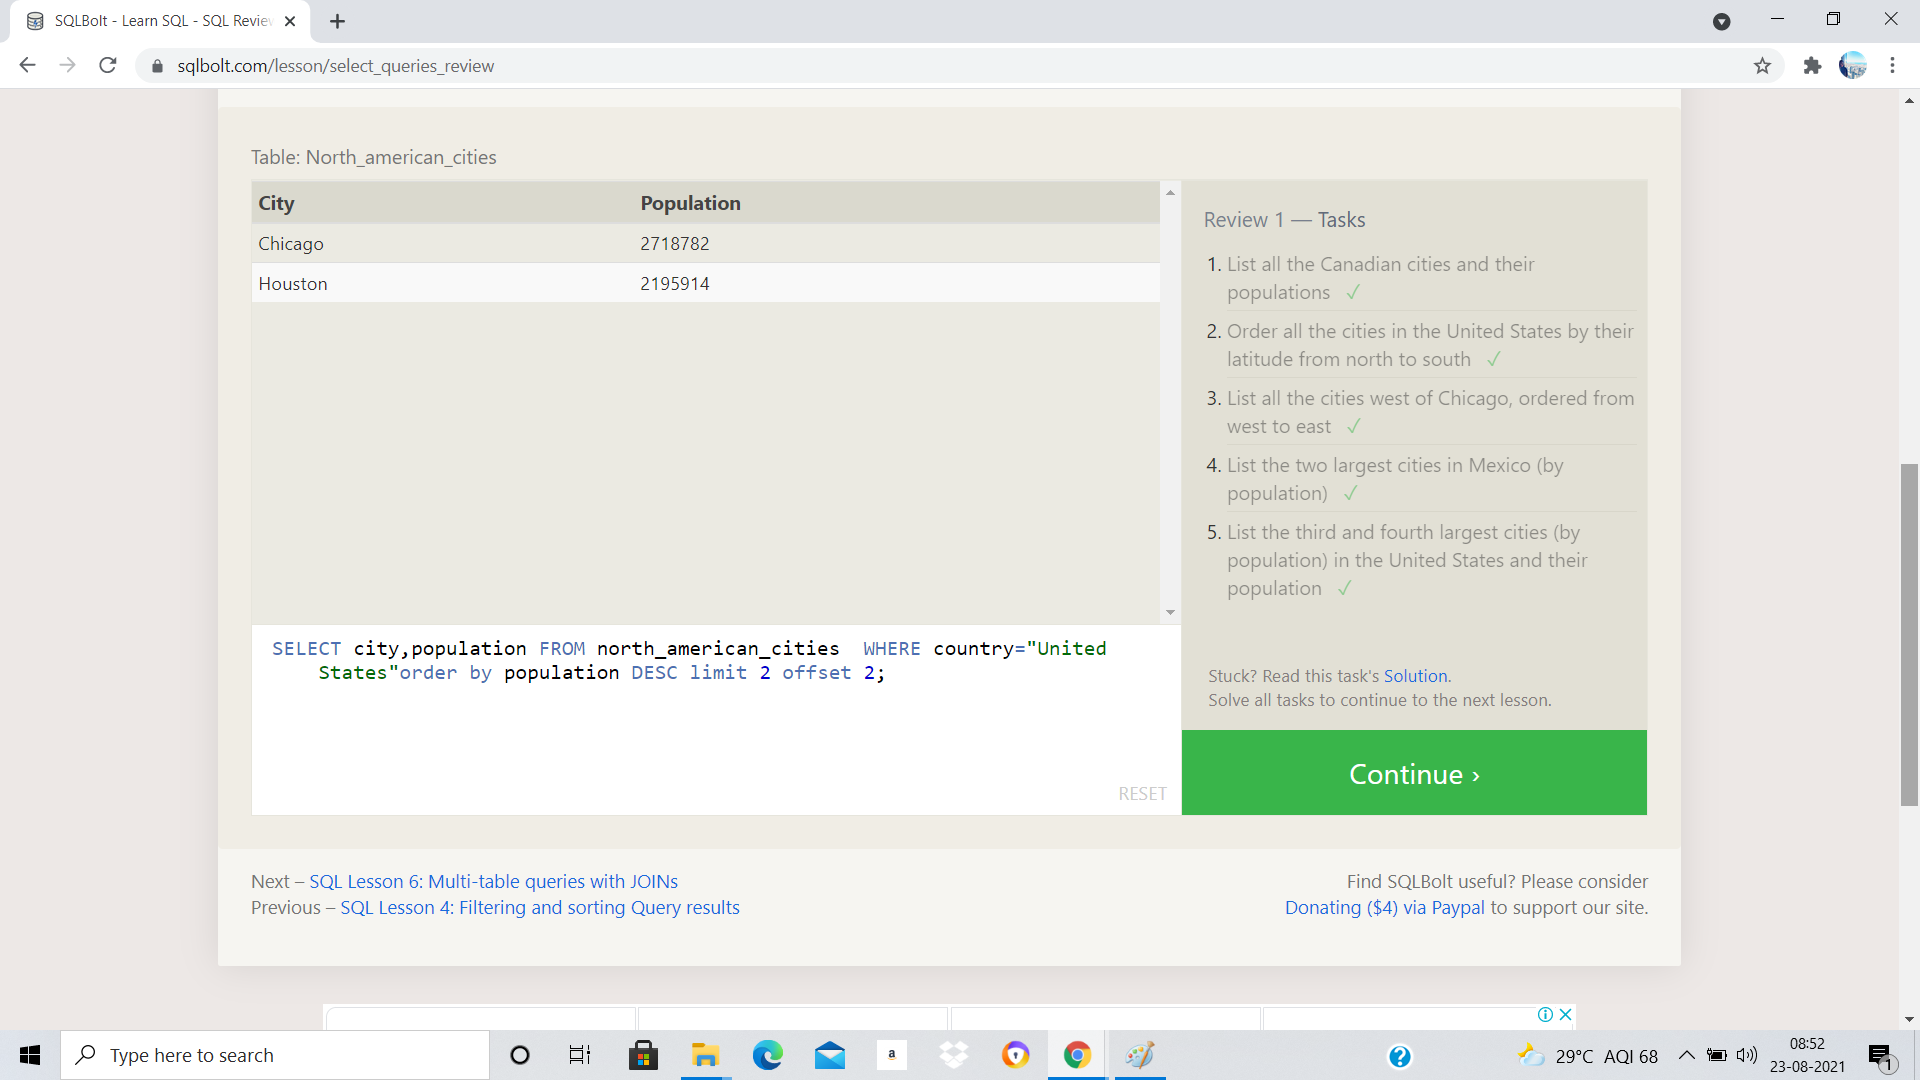 SQLBolt - Learn SQL - SQL Review
sqlbolt.com/lesson/select_queries_review
Table: North_american_cities
City Population
Chicago 2718782
Houston 2195914
Review 1 — Tasks
1. List all the Canadian cities and their
populations ✓
2. Order all the cities in the United States by their
latitude from north to south ✓
3. List all the cities west of Chicago, ordered from
west to east ✓
4. List the two largest cities in Mexico (by
population) ✓
5. List the third and fourth largest cities (by
population) in the United States and their
population ✓
SELECT city,population FROM north_american_cities  WHERE country="United
States"order by population DESC limit 2 offset 2;
RESET
Stuck? Read this task's Solution.
Solve all tasks to continue to the next lesson.
Continue ›
Next – SQL Lesson 6: Multi-table queries with JOINs
Previous – SQL Lesson 4: Filtering and sorting Query results
Find SQLBolt useful? Please consider
Donating ($4) via Paypal to support our site.
Type here to search
a
29°C AQI 68
08:52
23-08-2021
1